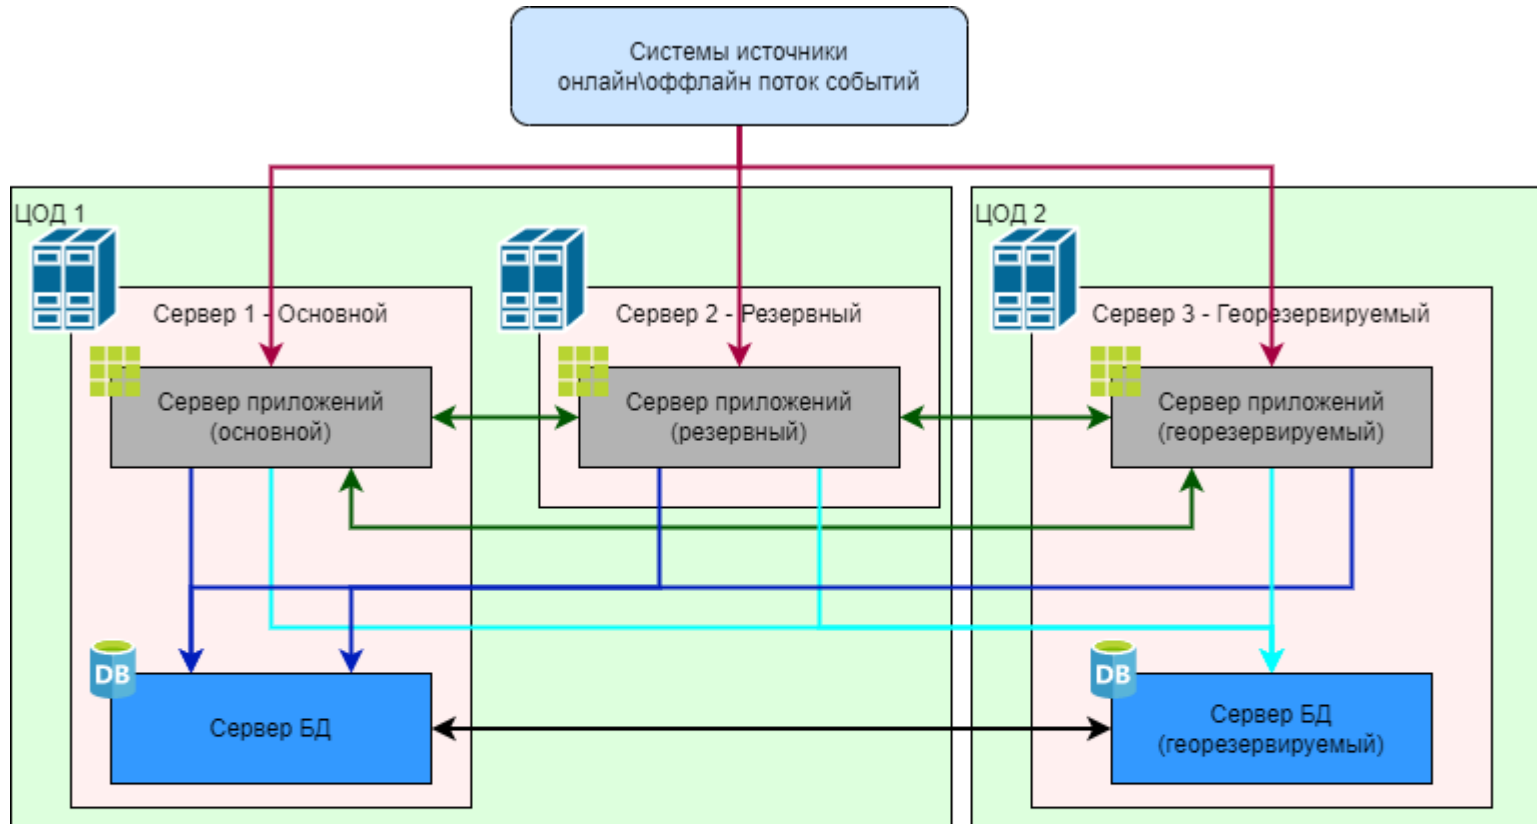 Системы источники
онлайн\оффлайн поток событий
ЦОД 1
ЦОД 2
Сервер 1 - Основной
Сервер 2 - Резервный
Сервер 3 - Георезервируемый
Сервер приложений
(основной)
Сервер приложений
(резервный)
Сервер приложений
(георезервируемый)
DB
Сервер БД
DB
Сервер БД
(георезервируемый)